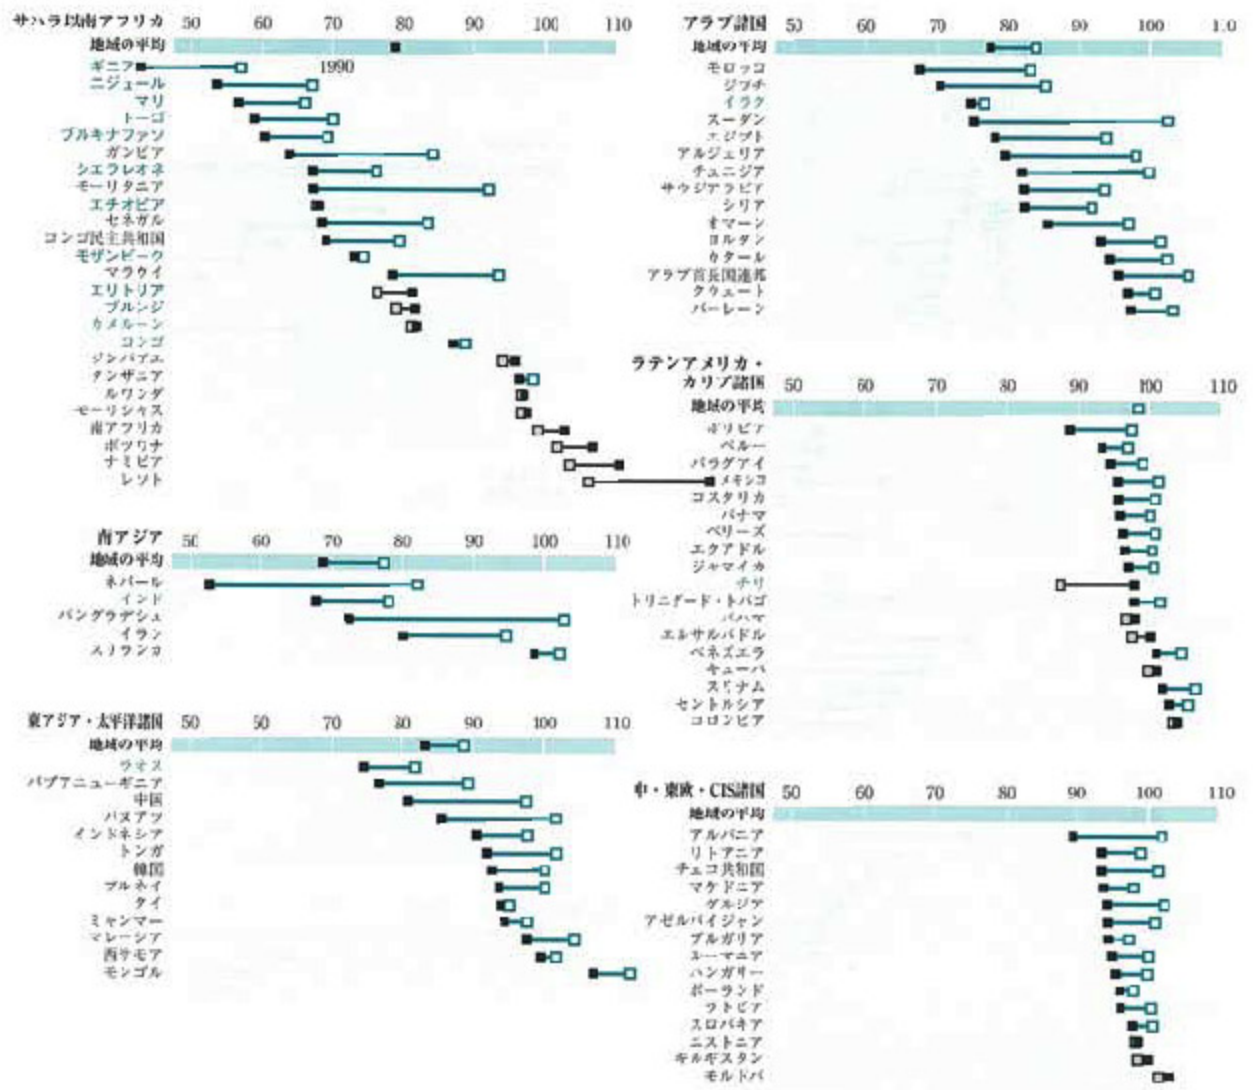 サハラ以南アフリカ 50 60 70 80 90 100 110
地域の平均
ギニア 1990
ニジェール
マリ
トーゴ
ブルキナファソ
ガンビア
シエラレオネ
モーリタニア
エチオピア
セネガル
コンゴ民主共和国
モザンビーク
マラウイ
エリトリア
ブルンジ
カメルーン
コンゴ
ジンバブエ
タンザニア
ルワンダ
モーリシャス
南アフリカ
ボツワナ
ナミビア
レソト
南アジア 50 60 70 80 90 100 110
地域の平均
ネパール
インド
バングラデシュ
イラン
スリランカ
東アジア・太平洋諸国 50 60 70 80 90 100 110
地域の平均
ラオス
パプアニューギニア
中国
バヌアツ
インドネシア
トンガ
韓国
ブルネイ
タイ
ミャンマー
マレーシア
西サモア
モンゴル
アラブ諸国 50 60 70 80 90 100
地域の平均
モロッコ
ジブチ
イラク
スーダン
エジプト
アルジェリア
チュニジア
サウジアラビア
シリア
オマーン
ヨルダン
カタール
アラブ首長国連邦
クウェート
バーレーン
ラテンアメリカ・
カリブ諸国 50 60 70 80 90 100 110
地域の平均
ボリビア
ペルー
パラグアイ
メキシコ
コスタリカ
パナマ
ベリーズ
エクアドル
ジャマイカ
チリ
トリニダード・トバゴ
バハマ
エルサルバドル
ベネズエラ
キューバ
スリナム
セントルシア
コロンビア
中・東欧・CIS諸国 50 60 70 80 90 100 110
地域の平均
アルバニア
リトアニア
チェコ共和国
マケドニア
グルジア
アゼルバイジャン
ブルガリア
ルーマニア
ハンガリー
ポーランド
ラトビア
スロバキア
エストニア
キルギスタン
モルドバ